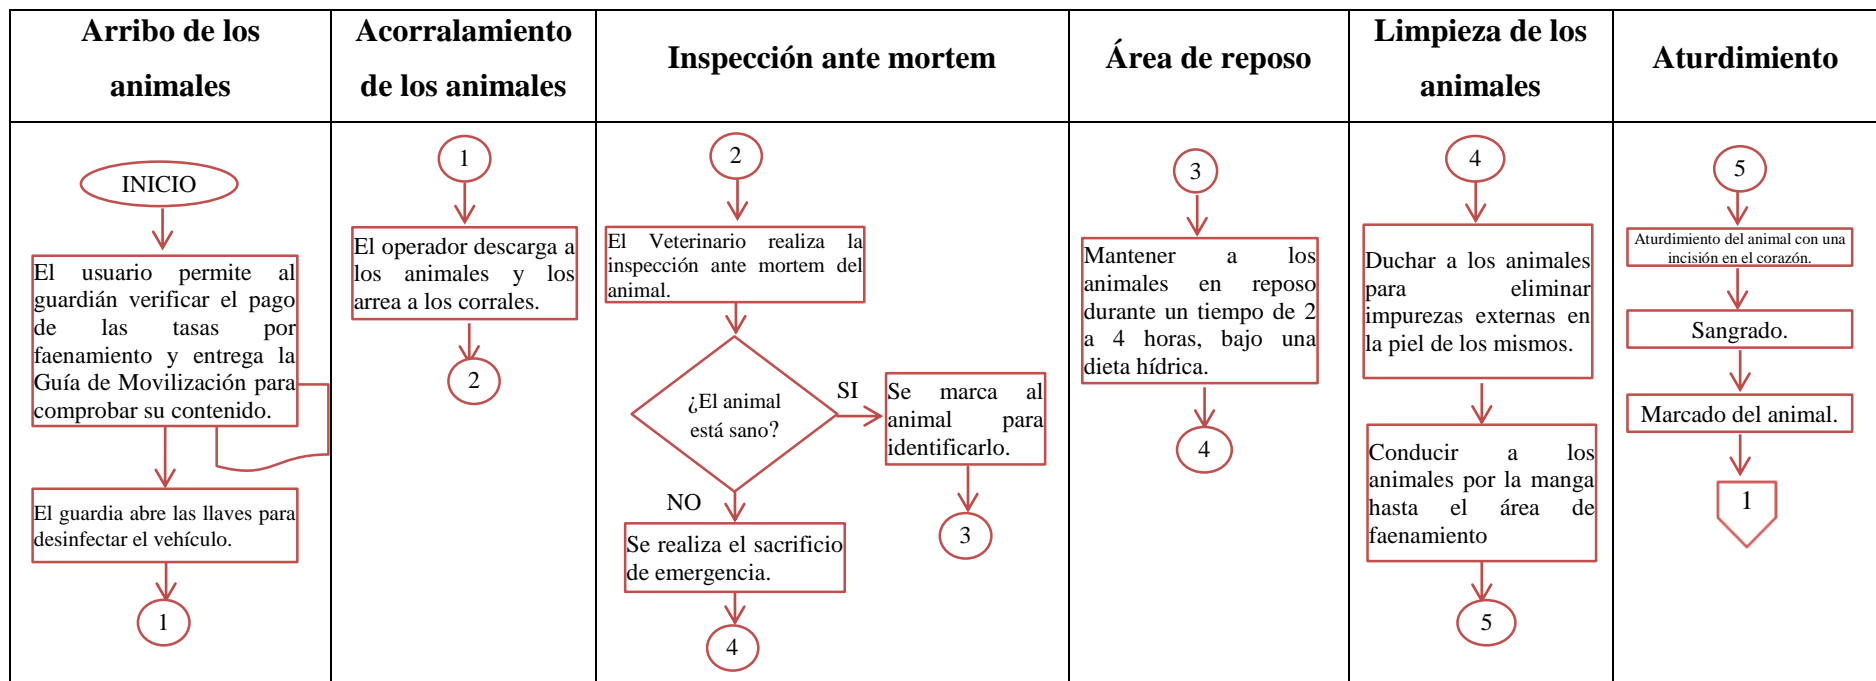 Arribo de los
animales
Acorralamiento
de los animales
Inspección ante mortem
Área de reposo
Limpieza de los
animales
Aturdimiento
INICIO
El usuario permite al
guardián verificar el pago
de las tasas por
faenamiento y entrega la
Guía de Movilización para
comprobar su contenido.
El guardia abre las llaves para
desinfectar el vehículo.
1
1
El operador descarga a
los animales y los
arrea a los corrales.
2
2
El Veterinario realiza la
inspección ante mortem del
animal.
¿El animal
está sano?
SI
Se marca al
animal para
identificarlo.
3
NO
Se realiza el sacrificio
de emergencia.
4
3
Mantener a los
animales en reposo
durante un tiempo de 2
a 4 horas, bajo una
dieta hídrica.
4
4
Duchar a los animales
para eliminar
impurezas externas en
la piel de los mismos.
Conducir a los
animales por la manga
hasta el área de
faenamiento
5
5
Aturdimiento del animal con una
incisión en el corazón.
Sangrado.
Marcado del animal.
1